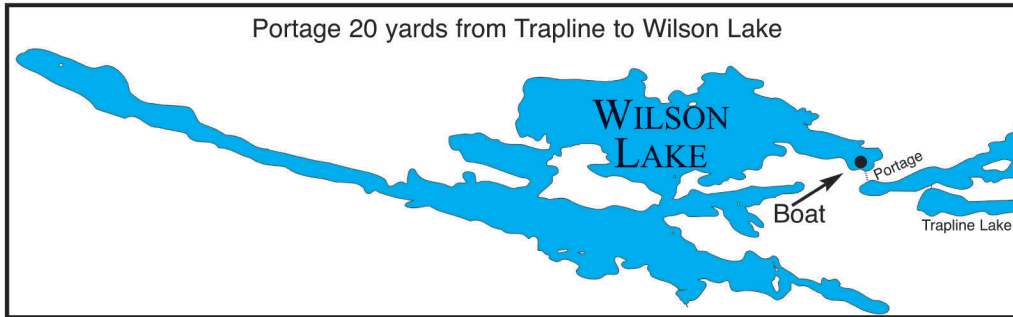 Portage 20 yards from Trapline to Wilson Lake
WILSON
LAKE
Portage
Boat
Trapline Lake